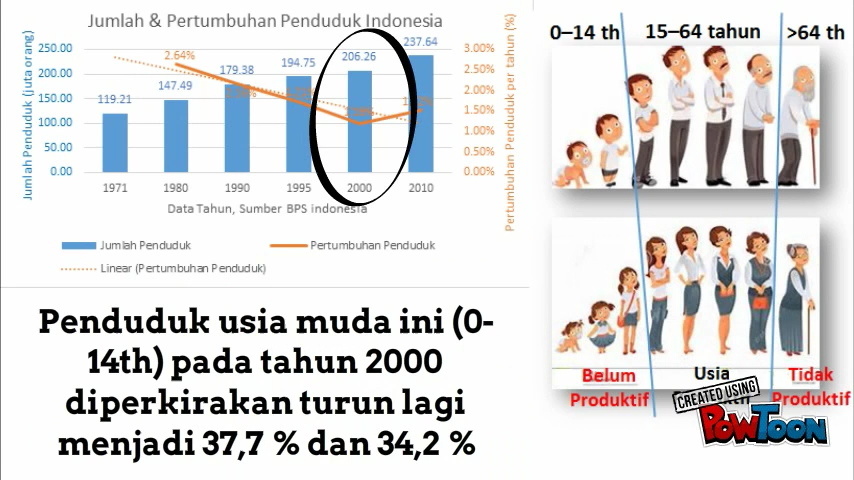 Jumlah & Pertumbuhan Penduduk Indonesia
Jumlah Penduduk (juta orang)
250.00
200.00
150.00
100.00
50.00
0.00
119.21
147.49
179.38
194.75
206.26
237.64
2.64%
3.00%
2.50%
2.00%
1.50%
1.00%
0.50%
0.00%
Pertumbuhan Penduduk per tahun (%)
1971
1980
1990
1995
2000
2010
Data Tahun, Sumber BPS indonesia
Jumlah Penduduk
Pertumbuhan Penduduk
Linear (Pertumbuhan Penduduk)
Penduduk usia muda ini (0-
14th) pada tahun 2000
diperkirakan turun lagi
menjadi 37,7 % dan 34,2 %
0–14 th
15–64 tahun
>64 th
Belum
Produktif
Usia
Tidak
Produktif
CREATED USING
POWTOON